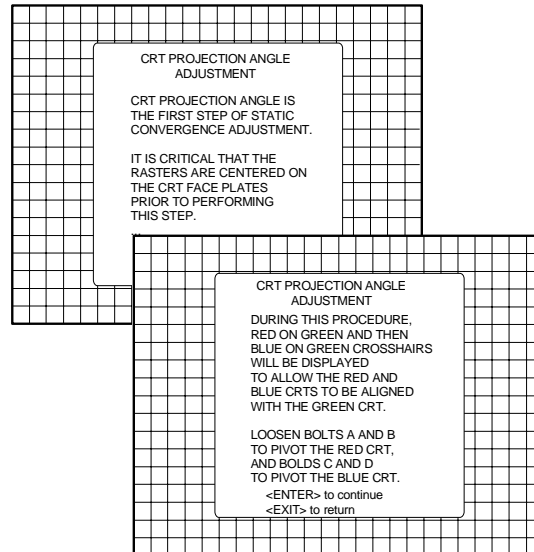 CRT PROJECTION ANGLE
ADJUSTMENT
CRT PROJECTION ANGLE IS
THE FIRST STEP OF STATIC
CONVERGENCE ADJUSTMENT.
IT IS CRITICAL THAT THE
RASTERS ARE CENTERED ON
THE CRT FACE PLATES
PRIOR TO PERFORMING
THIS STEP.
CRT PROJECTION ANGLE
ADJUSTMENT
DURING THIS PROCEDURE,
RED ON GREEN AND THEN
BLUE ON GREEN CROSSHAIRS
WILL BE DISPLAYED
TO ALLOW THE RED AND
BLUE CRTS TO BE ALIGNED
WITH THE GREEN CRT.
LOOSEN BOLTS A AND B
TO PIVOT THE RED CRT,
AND BOLDS C AND D
TO PIVOT THE BLUE CRT.
<ENTER> to continue
<EXIT> to return